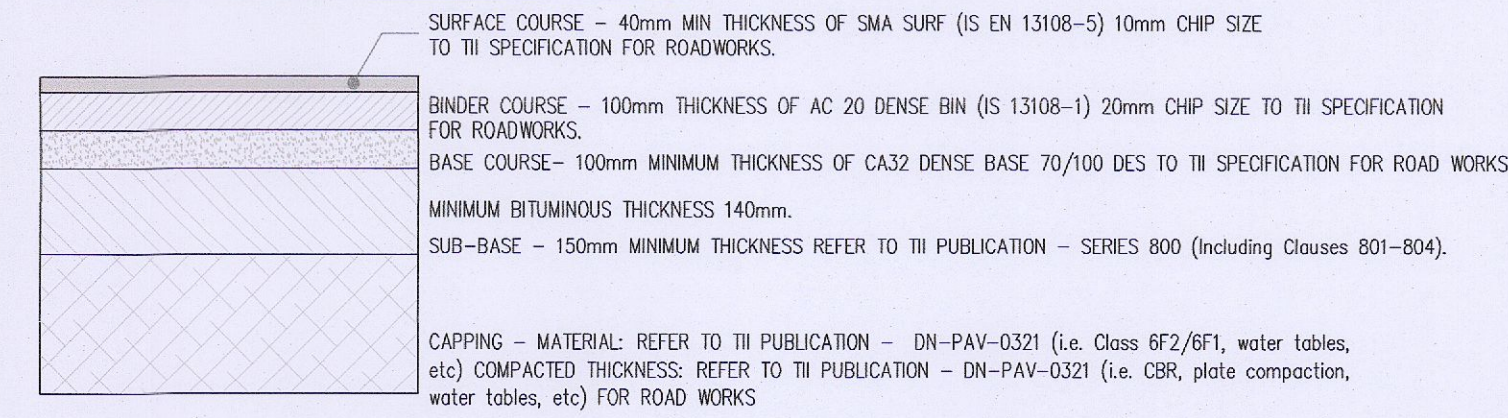 SURFACE COURSE – 40mm MIN THICKNESS OF SMA SURF (IS EN 13108–5) 10mm CHIP SIZE
TO TII SPECIFICATION FOR ROADWORKS.
BINDER COURSE – 100mm THICKNESS OF AC 20 DENSE BIN (IS 13108–1) 20mm CHIP SIZE TO TII SPECIFICATION
FOR ROADWORKS.
BASE COURSE– 100mm MINIMUM THICKNESS OF CA32 DENSE BASE 70/100 DES TO TII SPECIFICATION FOR ROAD WORKS
MINIMUM BITUMINOUS THICKNESS 140mm.
SUB–BASE – 150mm MINIMUM THICKNESS REFER TO TII PUBLICATION – SERIES 800 (Including Clauses 801–804).
CAPPING – MATERIAL: REFER TO TII PUBLICATION – DN–PAV–0321 (i.e. Class 6F2/6F1, water tables,
etc) COMPACTED THICKNESS: REFER TO TII PUBLICATION – DN–PAV–0321 (i.e. CBR, plate compaction,
water tables, etc) FOR ROAD WORKS